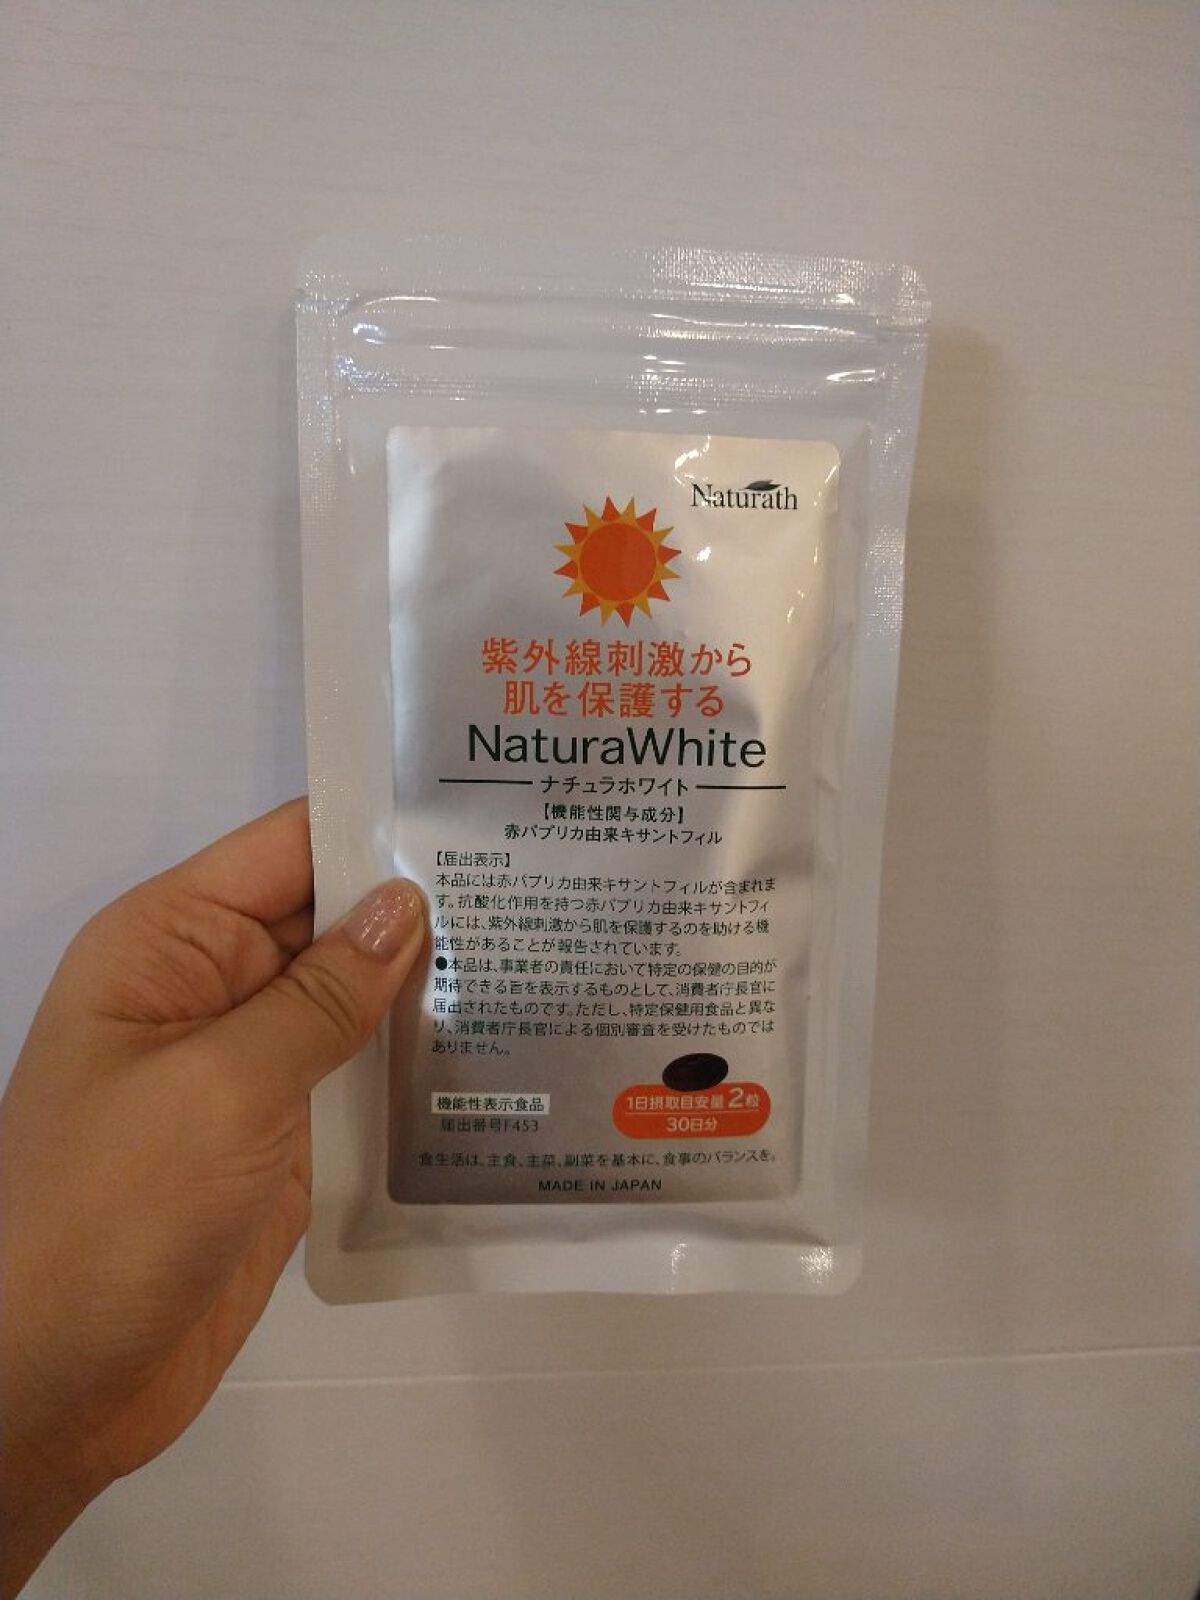 Naturath
紫外線刺激から
肌を保護する
NaturaWhite
ナチュラホワイト
【機能性関与成分】
赤パプリカ由来キサントフィル
【届出表示】
本品には赤パプリカ由来キサントフィルが含まれま
す。抗酸化作用を持つ赤パプリカ由来キサントフィ
ルには、紫外線刺激から肌を保護するのを助ける機
能性があることが報告されています。
●本品は、事業者の責任において特定の保健の目的が
期待できる旨を表示するものとして、消費者庁長官に
届出されたものです。ただし、特定保健用食品と異な
り、消費者庁長官による個別審査を受けたものでは
ありません。
機能性表示食品
届出番号F453
1日摂取目安量2粒
30日分
食生活は、主食、主菜、副菜を基本に、食事のバランスを。
MADE IN JAPAN